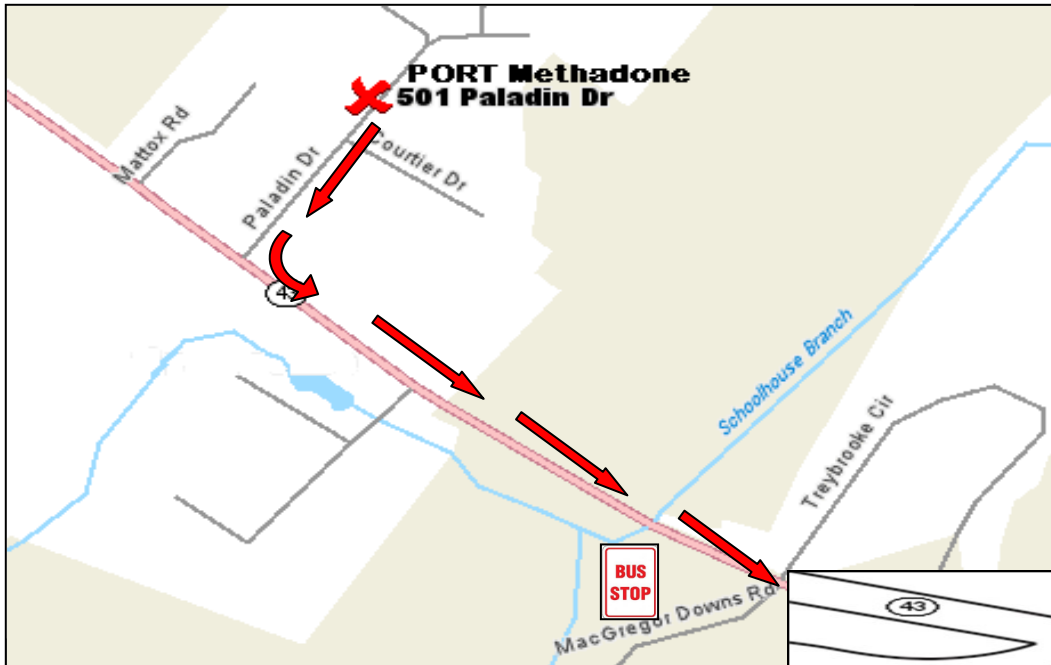 PORT Methadone
501 Paladin Dr
Mattox Rd
Courtier Dr
Paladin Dr
43
Schoolhouse Branch
Treybrooke Cir
BUS
STOP
MacGregor Downs Rd
43